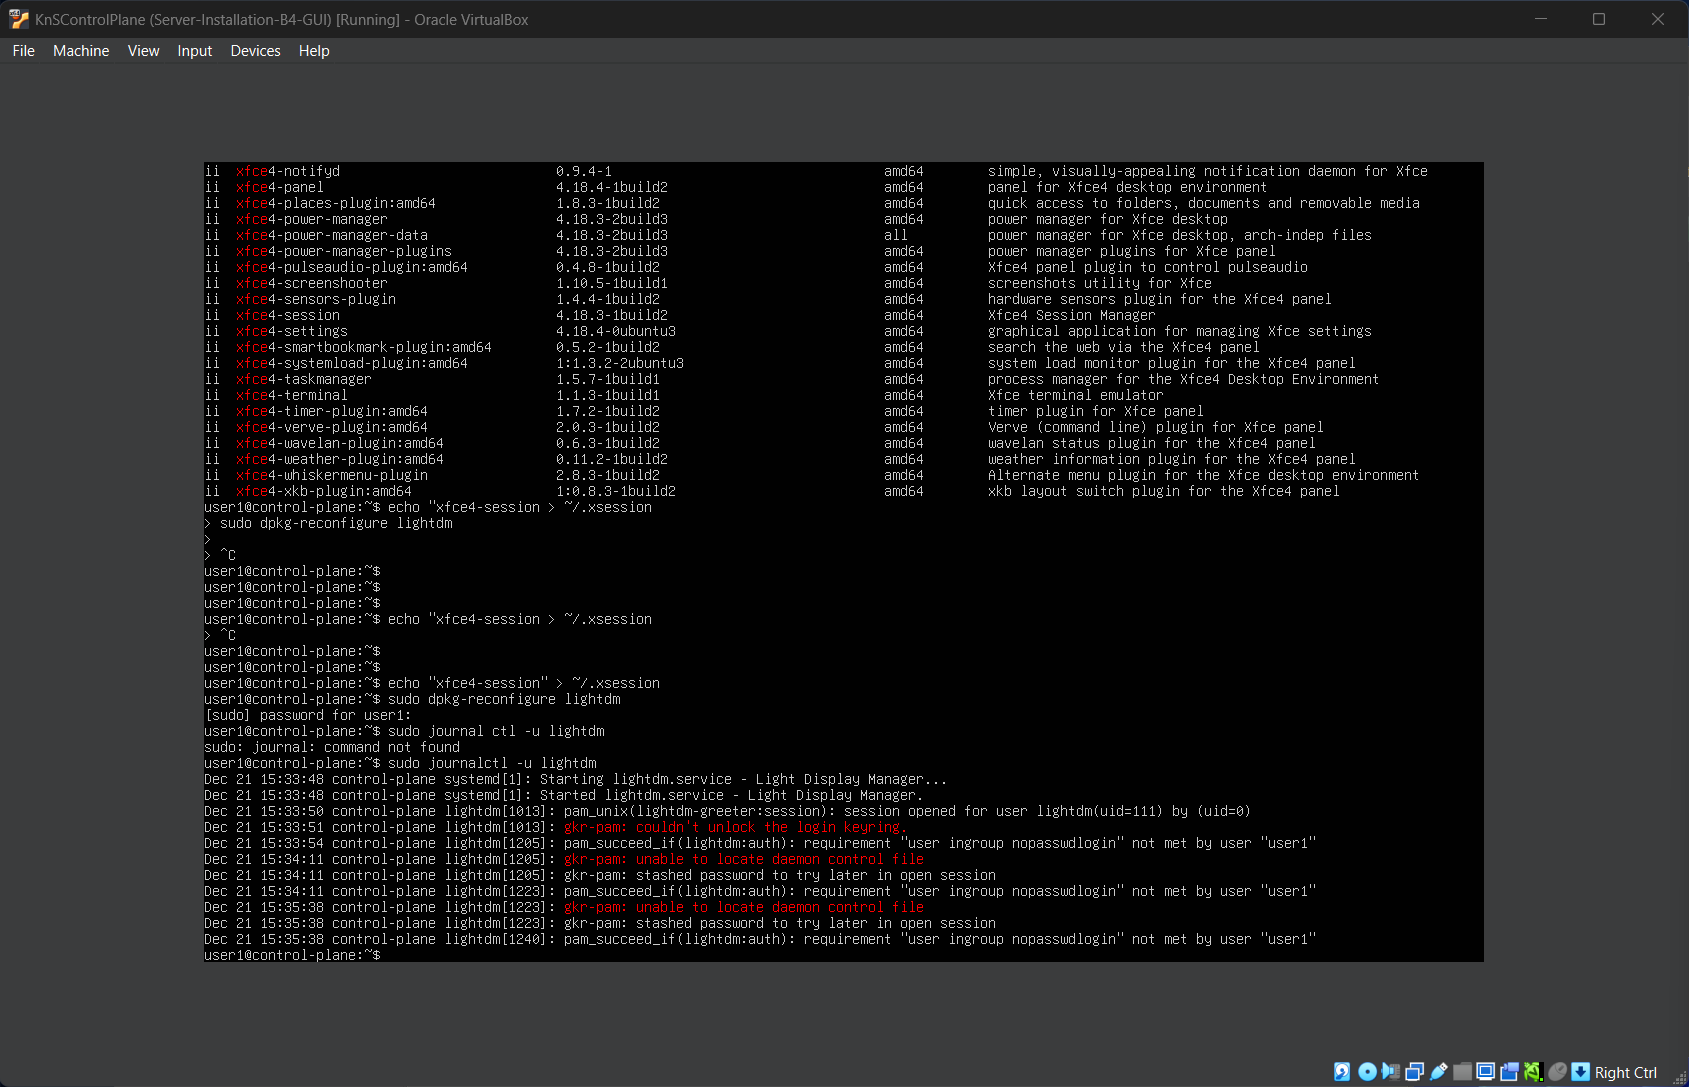 KnSControlPlane (Server-Installation-B4-GUI) [Running] - Oracle VirtualBox
File Machine View Input Devices Help
ii xfce4-notifyd 0.9.4-1 amd64 simple, visually-appealing notification daemon for Xfce
ii xfce4-panel 4.18.4-1build2 amd64 panel for Xfce4 desktop environment
ii xfce4-places-plugin:amd64 1.8.3-1build2 amd64 quick access to folders, documents and removable media
ii xfce4-power-manager 4.18.3-2build3 amd64 power manager for Xfce desktop
ii xfce4-power-manager-data 4.18.3-2build3 all power manager for Xfce desktop, arch-indep files
ii xfce4-power-manager-plugins 4.18.3-2build3 amd64 power manager plugins for Xfce panel
ii xfce4-pulseaudio-plugin:amd64 0.4.8-1build2 amd64 Xfce4 panel plugin to control pulseaudio
ii xfce4-screenshooter 1.10.5-1build1 amd64 screenshots utility for Xfce
ii xfce4-sensors-plugin 1.4.4-1build2 amd64 hardware sensors plugin for the Xfce4 panel
ii xfce4-session 4.18.3-1build2 amd64 Xfce4 Session Manager
ii xfce4-settings 4.18.4-0ubuntu3 amd64 graphical application for managing Xfce settings
ii xfce4-smartbookmark-plugin:amd64 0.5.2-1build2 amd64 search the web via the Xfce4 panel
ii xfce4-systemload-plugin:amd64 1:1.3.2-2ubuntu3 amd64 system load monitor plugin for the Xfce4 panel
ii xfce4-taskmanager 1.5.7-1build1 amd64 process manager for the Xfce4 Desktop Environment
ii xfce4-terminal 1.1.3-1build1 amd64 Xfce terminal emulator
ii xfce4-timer-plugin:amd64 1.7.2-1build2 amd64 timer plugin for Xfce panel
ii xfce4-verve-plugin:amd64 2.0.3-1build2 amd64 Verve (command line) plugin for Xfce panel
ii xfce4-wavelan-plugin:amd64 0.6.3-1build2 amd64 wavelan status plugin for the Xfce4 panel
ii xfce4-weather-plugin:amd64 0.11.2-1build2 amd64 weather information plugin for the Xfce4 panel
ii xfce4-whiskermenu-plugin 2.8.3-1build2 amd64 Alternate menu plugin for the Xfce desktop environment
ii xfce4-xkb-plugin:amd64 1:0.8.3-1build2 amd64 xkb layout switch plugin for the Xfce4 panel
user1@control-plane:~$ echo "xfce4-session > ~/.xsession
> sudo dpkg-reconfigure lightdm
>
> ^C
user1@control-plane:~$
user1@control-plane:~$
user1@control-plane:~$
user1@control-plane:~$ echo "xfce4-session > ~/.xsession
> ^C
user1@control-plane:~$
user1@control-plane:~$
user1@control-plane:~$ echo "xfce4-session" > ~/.xsession
user1@control-plane:~$ sudo dpkg-reconfigure lightdm
[sudo] password for user1:
user1@control-plane:~$ sudo journal ctl -u lightdm
sudo: journal: command not found
user1@control-plane:~$ sudo journalctl -u lightdm
Dec 21 15:33:48 control-plane systemd[1]: Starting lightdm.service - Light Display Manager...
Dec 21 15:33:48 control-plane systemd[1]: Started lightdm.service - Light Display Manager.
Dec 21 15:33:50 control-plane lightdm[1013]: pam_unix(lightdm-greeter:session): session opened for user lightdm(uid=111) by (uid=0)
Dec 21 15:33:51 control-plane lightdm[1013]: gkr-pam: couldn't unlock the login keyring.
Dec 21 15:33:54 control-plane lightdm[1205]: pam_succeed_if(lightdm:auth): requirement "user ingroup nopasswdlogin" not met by user "user1"
Dec 21 15:34:11 control-plane lightdm[1205]: gkr-pam: unable to locate daemon control file
Dec 21 15:34:11 control-plane lightdm[1205]: gkr-pam: stashed password to try later in open session
Dec 21 15:34:11 control-plane lightdm[1223]: pam_succeed_if(lightdm:auth): requirement "user ingroup nopasswdlogin" not met by user "user1"
Dec 21 15:35:38 control-plane lightdm[1223]: gkr-pam: unable to locate daemon control file
Dec 21 15:35:38 control-plane lightdm[1223]: gkr-pam: stashed password to try later in open session
Dec 21 15:35:38 control-plane lightdm[1240]: pam_succeed_if(lightdm:auth): requirement "user ingroup nopasswdlogin" not met by user "user1"
user1@control-plane:~$
Right Ctrl